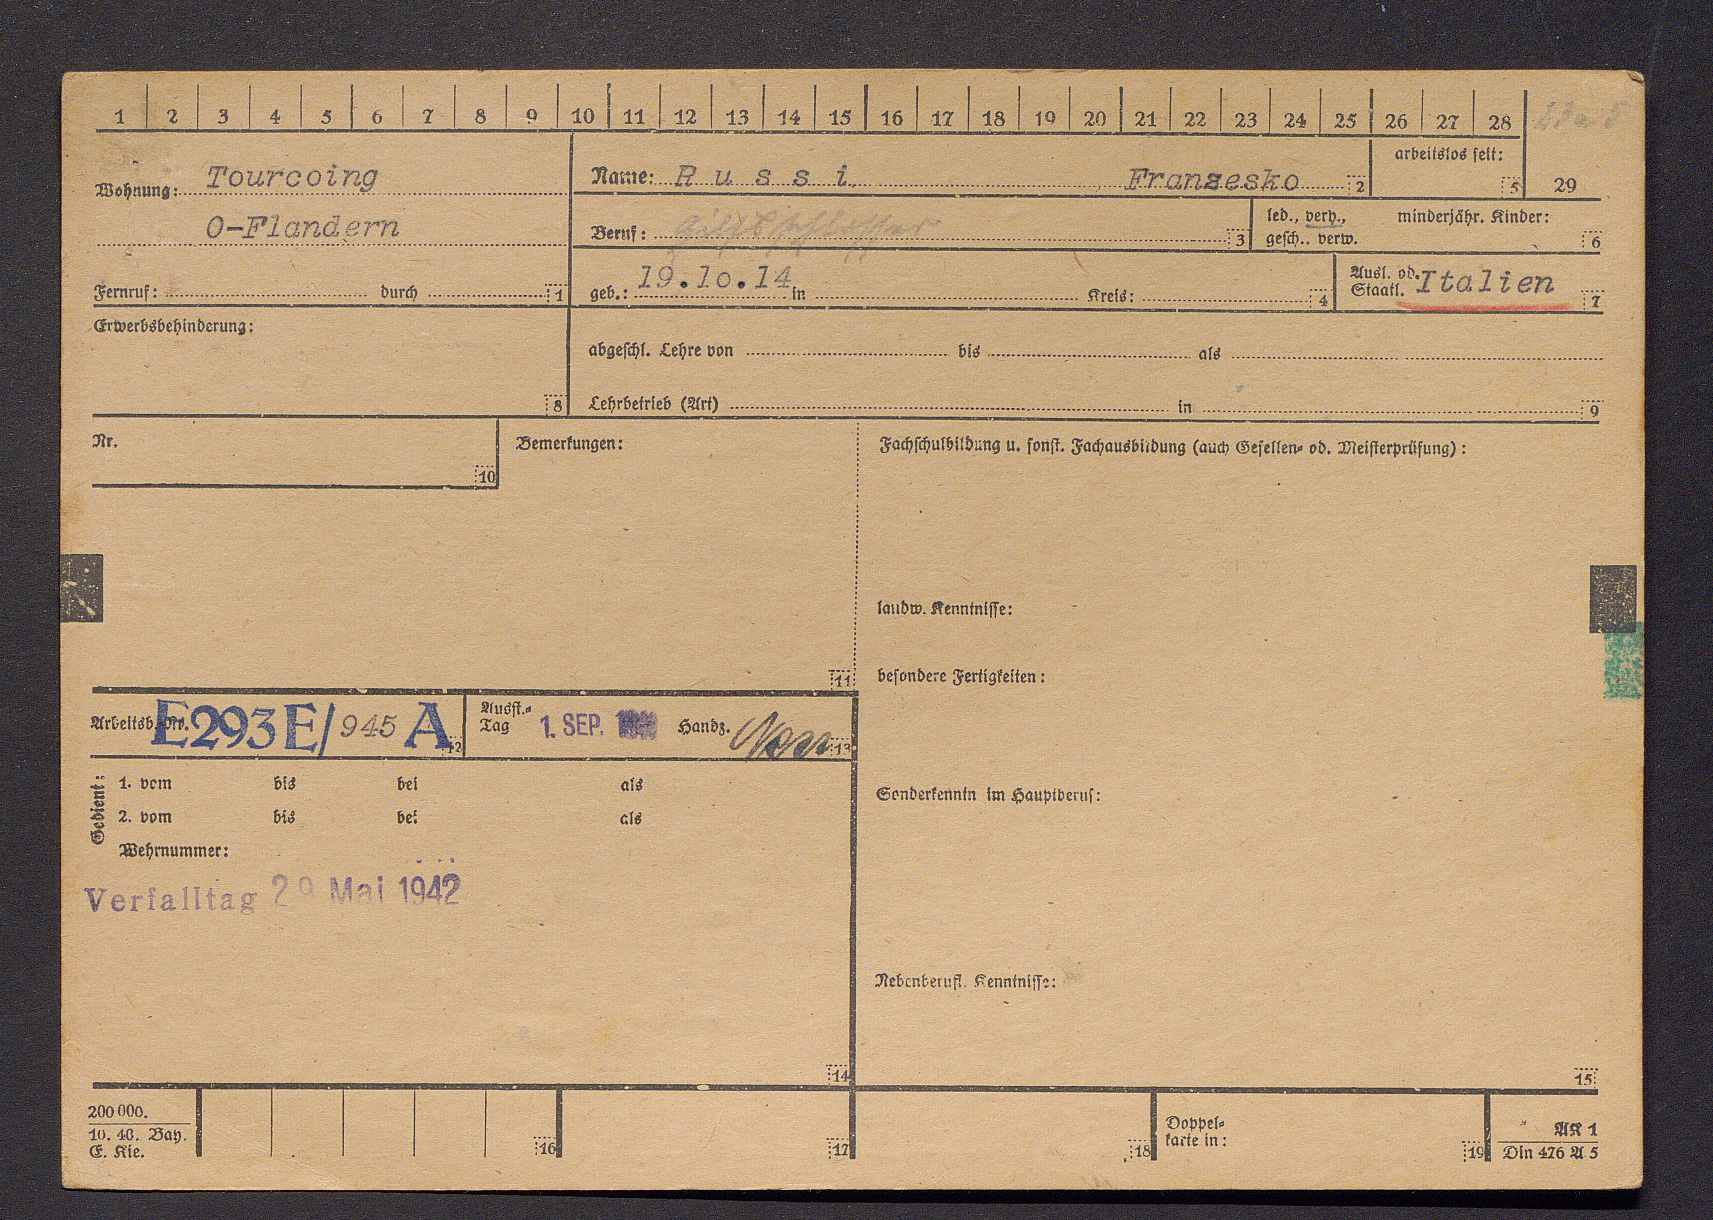 1 2 3 4 5 6 7 8 9 10 11 12 13 14 15 16 17 18 19 20 21 22 23 24 25 26 27 28
Wohnung: Tourcoing
O-Flandern
Fernruf: durch 1
Name: R u s s i Franzesko 2
arbeitslos seit: 5
29
Beruf: Hilfsschlosser 3
led., verh., gesch., verw.
minderjähr. Kinder: 6
geb.: 19.10.14 in Kreis: 4
Ausl. od. Staatl. Italien 7
Erwerbsbehinderung: 8
abgeschl. Lehre von bis als
Lehrbetrieb (Art) in 9
Nr. 10
Bemerkungen: 11
Fachschulbildung u. sonst. Fachausbildung (auch Gesellen- od. Meisterprüfung):
landw. Kenntnisse:
besondere Fertigkeiten:
Arbeitsb. Nr. E293E/945 A 12
Ausst.-Tag 1. SEP. Handz. 13
Gedient:
1. vom bis bei als
2. vom bis bei als
Wehrnummer:
Verfalltag 29 Mai 1942
14
Sonderkenntn im Hauptberuf:
Nebenberufl. Kenntnisse:
15
200 000.
10. 40. Bay.
E. Kie.
16 17 18
Doppelkarte in: 19
AK 1
Din 476 A 5